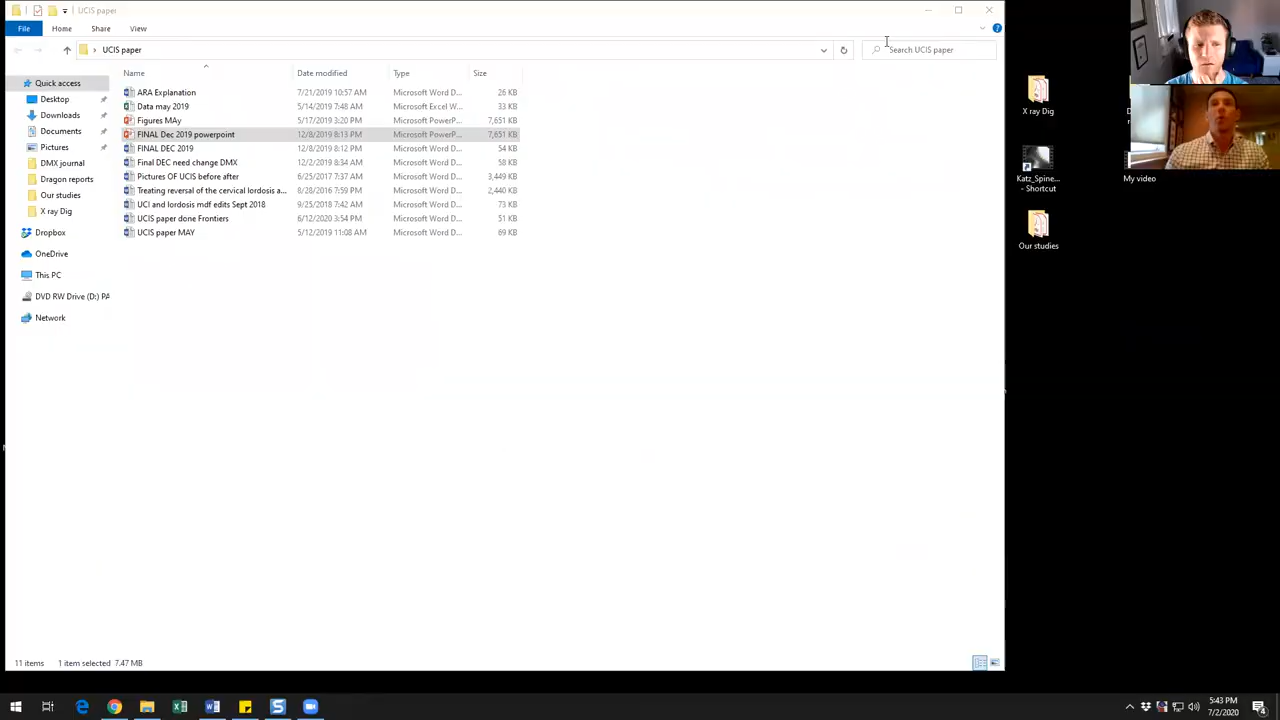 UCIS paper
File Home Share View
UCIS paper
Search UCIS paper
Name Date modified Type Size
Quick access
Desktop
Downloads
Documents
Pictures
DMX journal
Dragon reports
Our studies
X ray Dig
Dropbox
OneDrive
This PC
DVD RW Drive (D:) PA
Network
ARA Explanation 7/21/2019 10:57 AM Microsoft Word D... 26 KB
Data may 2019 5/14/2019 7:48 AM Microsoft Excel W... 33 KB
Figures MAy 5/17/2019 3:20 PM Microsoft PowerP... 7,651 KB
FINAL Dec 2019 powerpoint 12/8/2019 8:13 PM Microsoft PowerP... 7,651 KB
FINAL DEC 2019 12/8/2019 8:12 PM Microsoft Word D... 54 KB
Final DEC need change DMX 12/2/2019 8:34 AM Microsoft Word D... 58 KB
Pictures OF UCIS before after 6/25/2017 7:37 AM Microsoft Word D... 3,449 KB
Treating reversal of the cervical lordosis a... 8/28/2016 7:59 PM Microsoft Word D... 2,440 KB
UCI and lordosis mdf edits Sept 2018 9/25/2018 7:42 AM Microsoft Word D... 73 KB
UCIS paper done Frontiers 6/12/2020 3:54 PM Microsoft Word D... 51 KB
UCIS paper MAY 5/12/2019 11:08 AM Microsoft Word D... 69 KB
X ray Dig
Katz_Spine...
- Shortcut
My video
Our studies
11 items 1 item selected 7.47 MB
5:43 PM
7/2/2020